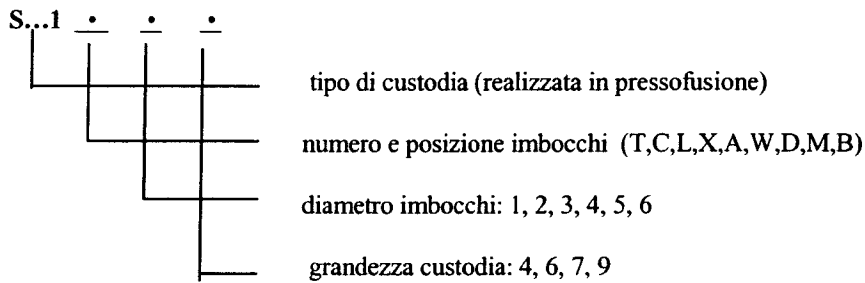 S...1 . . .
tipo di custodia (realizzata in pressofusione)
numero e posizione imbocchi (T,C,L,X,A,W,D,M,B)
diametro imbocchi: 1, 2, 3, 4, 5, 6
grandezza custodia: 4, 6, 7, 9